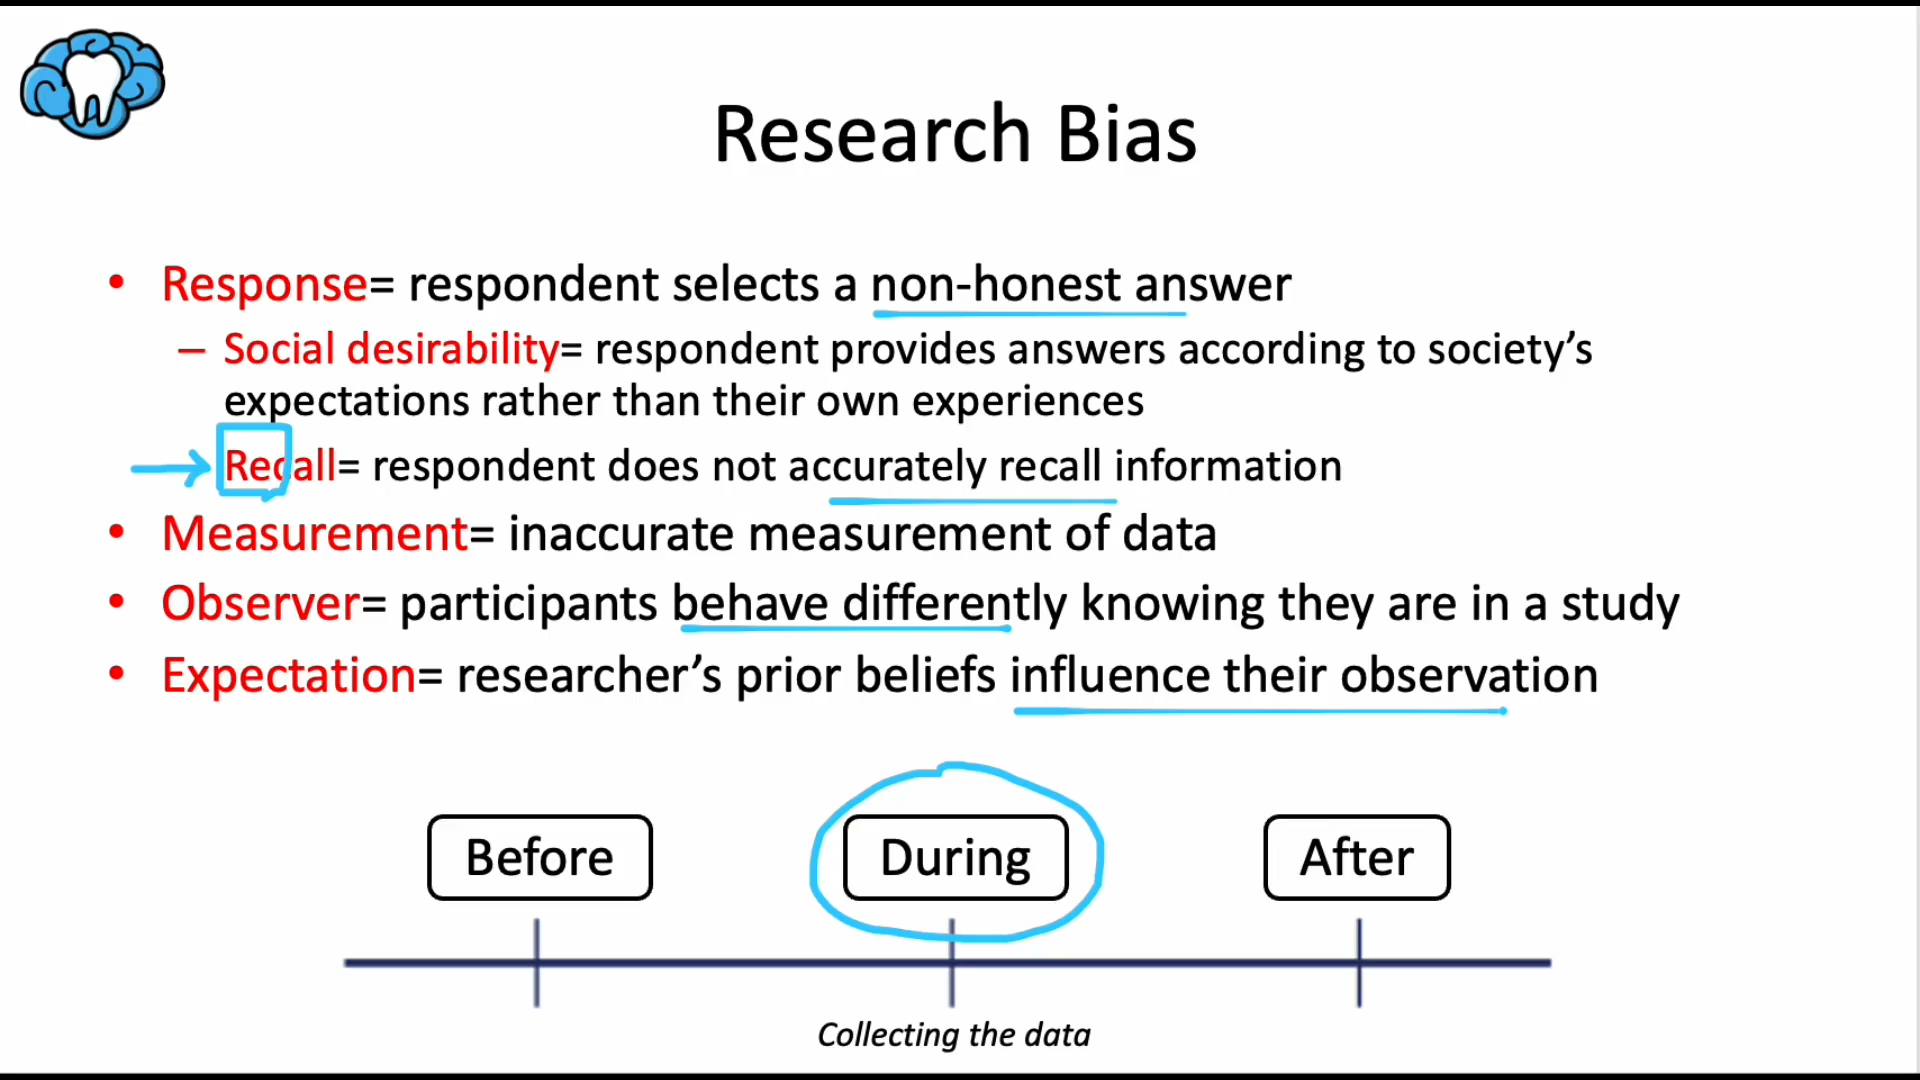 Research Bias
• Response= respondent selects a non-honest answer
– Social desirability= respondent provides answers according to society’s
expectations rather than their own experiences
Recall= respondent does not accurately recall information
• Measurement= inaccurate measurement of data
• Observer= participants behave differently knowing they are in a study
• Expectation= researcher’s prior beliefs influence their observation
Before During After
Collecting the data